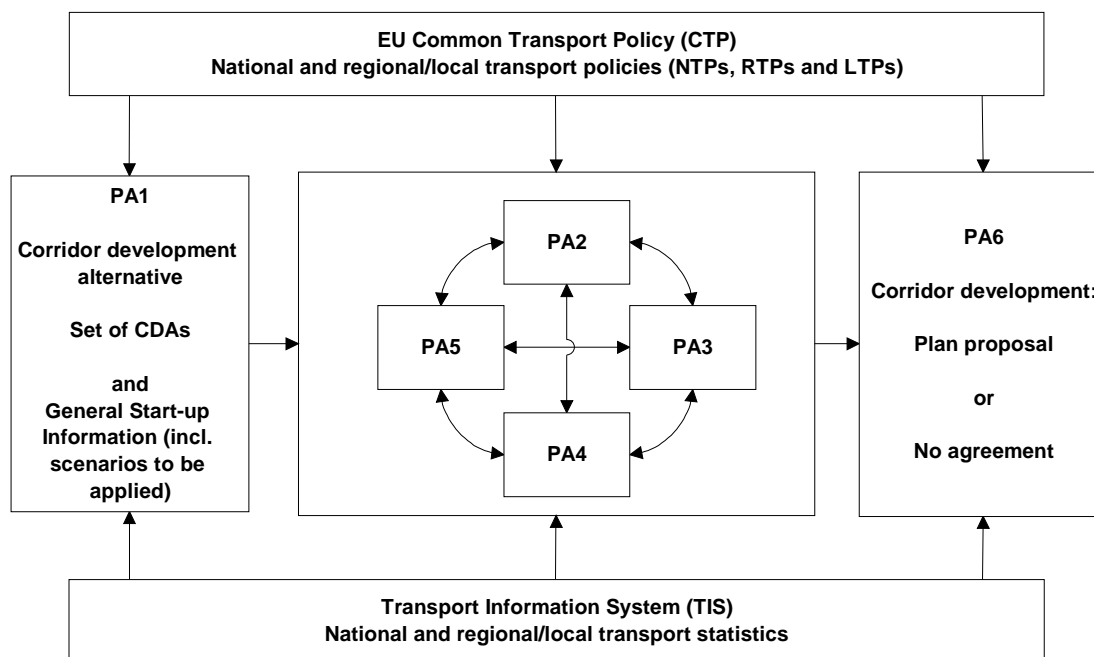 EU Common Transport Policy (CTP)
National and regional/local transport policies (NTPs, RTPs and LTPs)
PA1
Corridor development
alternative
Set of CDAs
and
General Start-up
Information (incl.
scenarios to be
applied)
PA2
PA5
PA3
PA4
PA6
Corridor development:
Plan proposal
or
No agreement
Transport Information System (TIS)
National and regional/local transport statistics